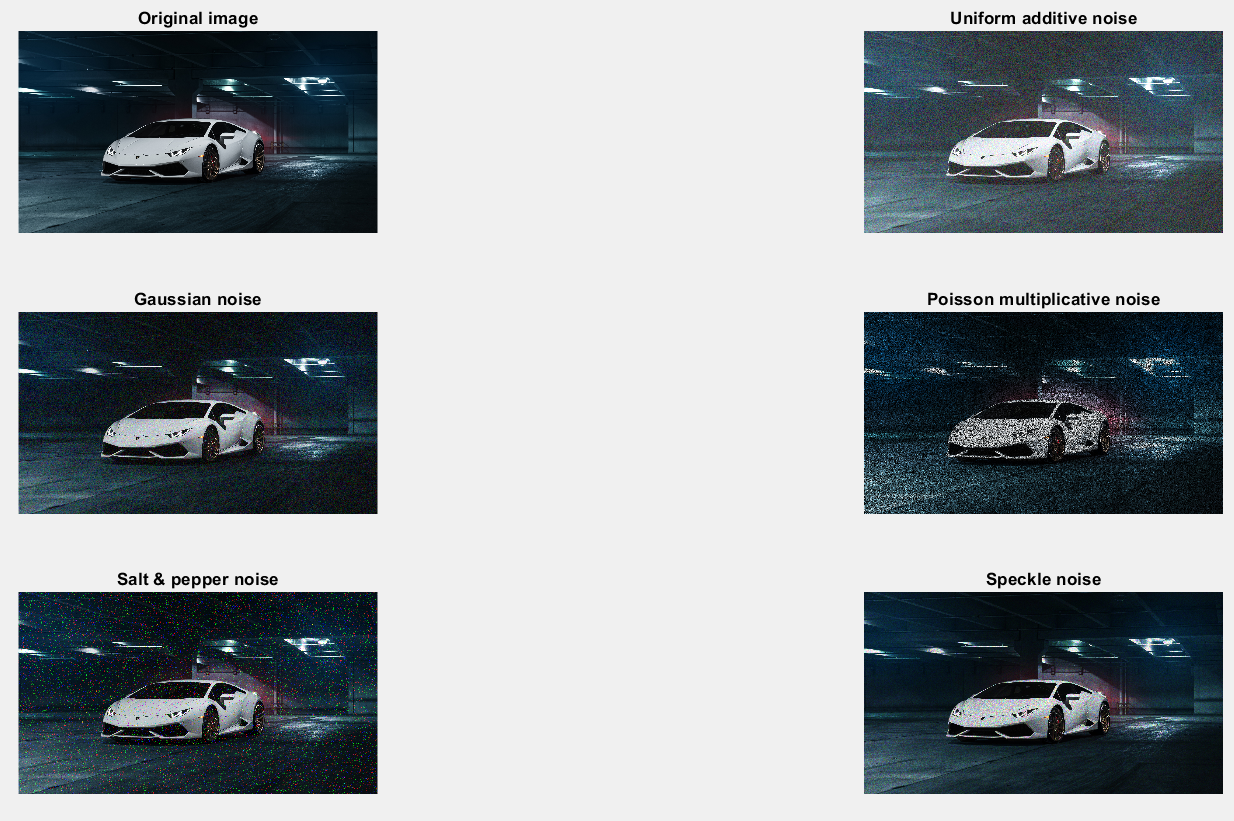 Original image
Uniform additive noise
Gaussian noise
Poisson multiplicative noise
Salt & pepper noise
Speckle noise